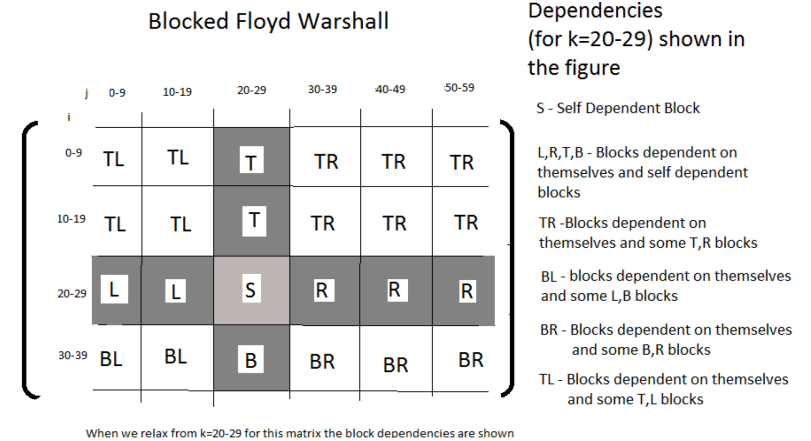 Blocked Floyd Warshall
Dependencies
(for k=20-29) shown in
the figure
j 0-9 10-19 20-29 30-39 40-49 50-59
i
0-9 TL TL T TR TR TR
10-19 TL TL T TR TR TR
20-29 L L S R R R
30-39 BL BL B BR BR BR
S - Self Dependent Block
L,R,T,B - Blocks dependent on
themselves and self dependent
blocks
TR -Blocks dependent on
themselves and some T,R blocks
BL - blocks dependent on themselves
and some L,B blocks
BR - Blocks dependent on themselves
and some B,R blocks
TL - Blocks dependent on themselves
and some T,L blocks
When we relax from k=20-29 for this matrix the block dependencies are shown